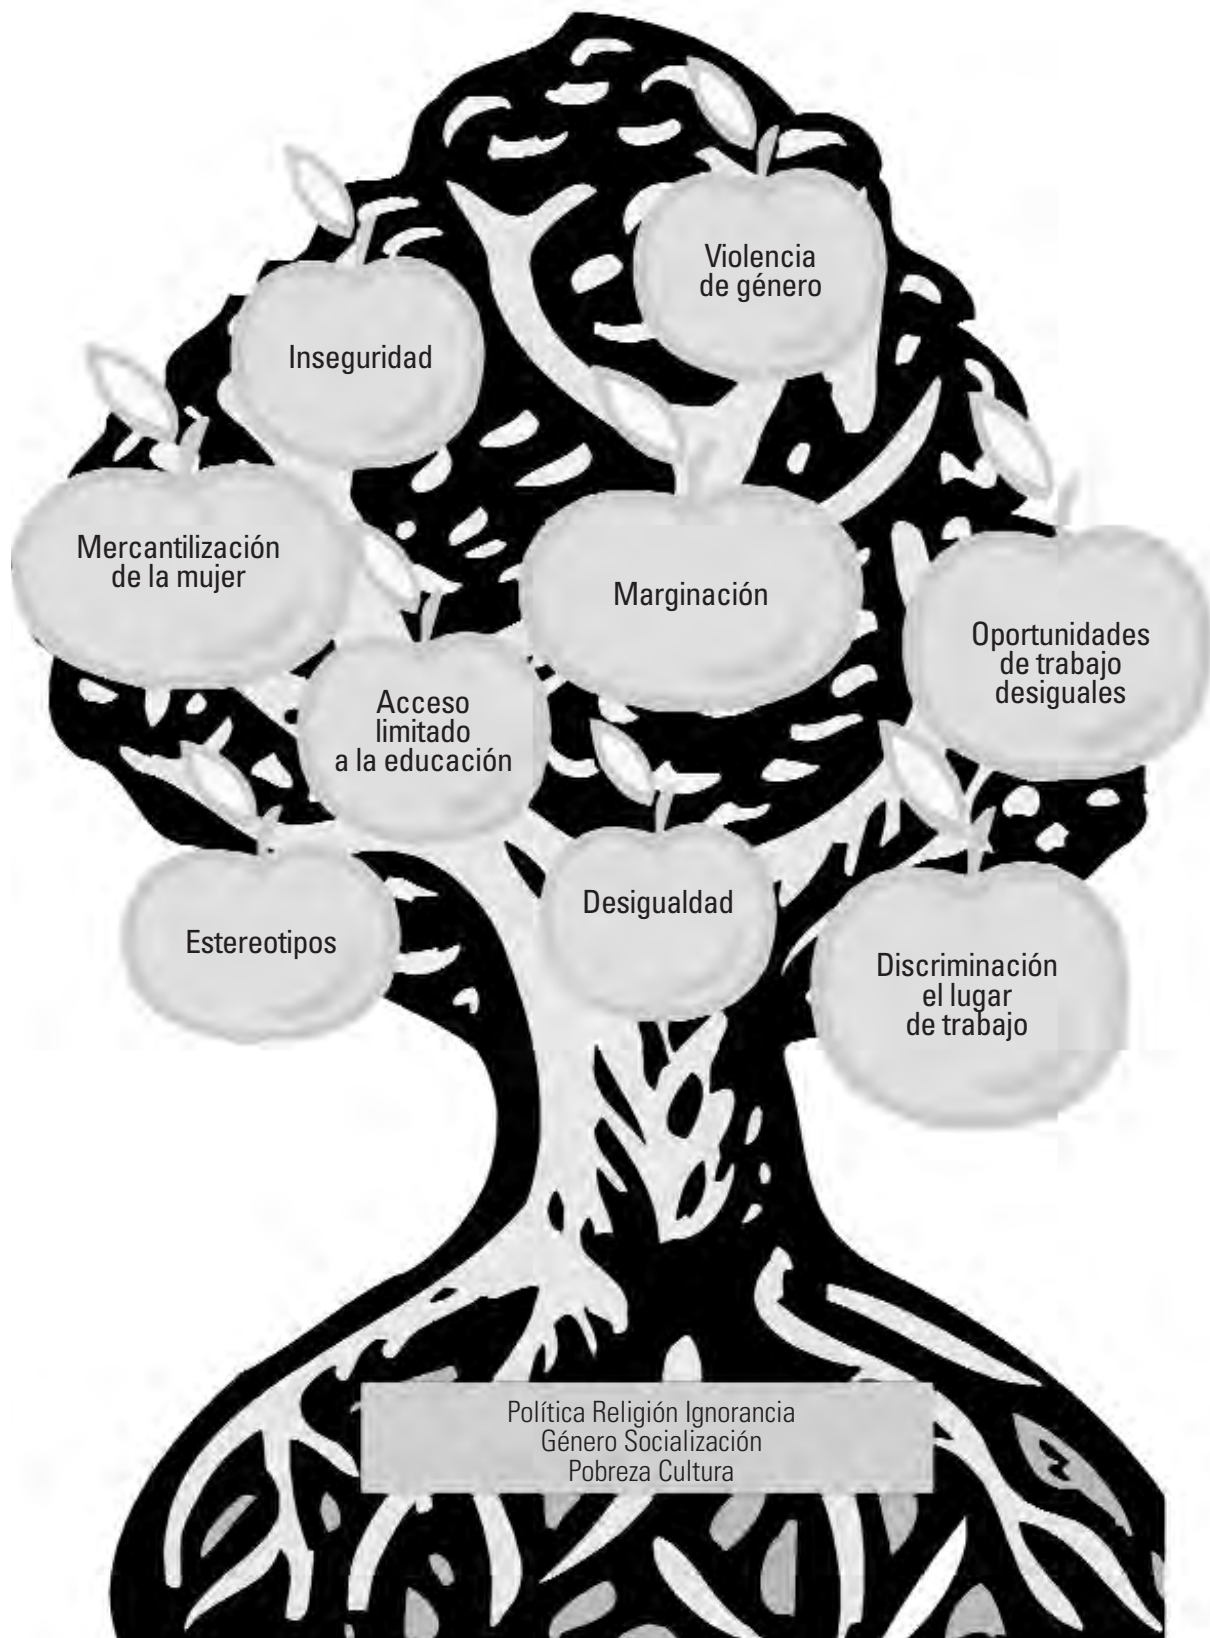 Violencia
de género
Inseguridad
Mercantilización
de la mujer
Marginación
Oportunidades
de trabajo
desiguales
Acceso
limitado
a la educación
Desigualdad
Estereotipos
Discriminación
el lugar
de trabajo
Política Religión Ignorancia
Género Socialización
Pobreza Cultura